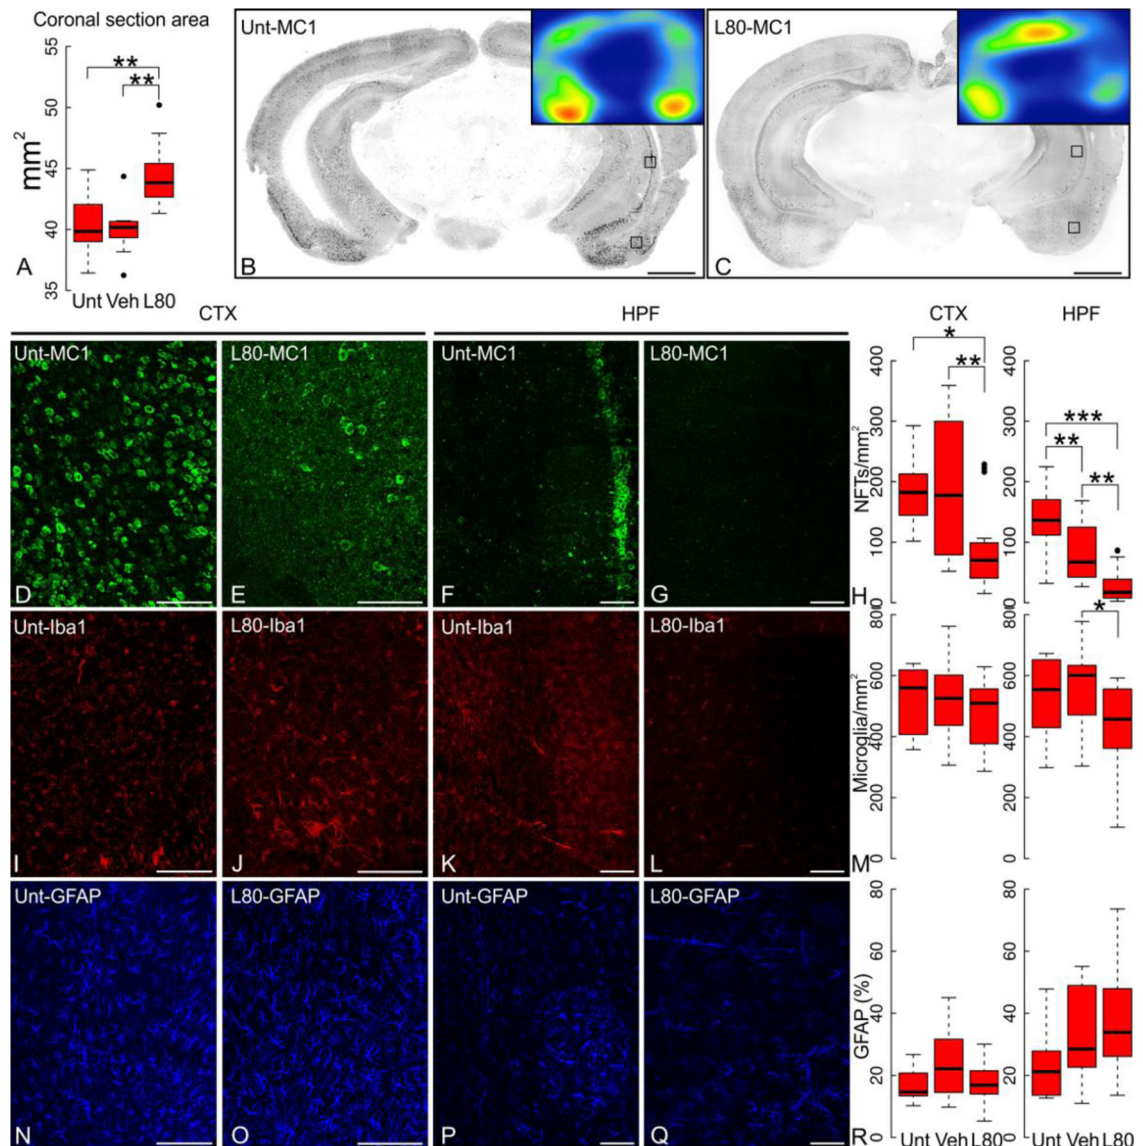 Coronal section area
55
50
45
40
35
mm²
**
**
A
Unt Veh L80
Unt-MC1
B
L80-MC1
C
CTX
HPF
CTX
HPF
Unt-MC1
L80-MC1
Unt-MC1
L80-MC1
D
E
F
G
H
NFTs/mm²
400
300
200
100
0
*
**
400
300
200
100
0
***
**
**
Unt-Iba1
L80-Iba1
Unt-Iba1
L80-Iba1
I
J
K
L
M
Microglia/mm²
800
600
400
200
0
800
600
400
200
0
*
Unt-GFAP
L80-GFAP
Unt-GFAP
L80-GFAP
N
O
P
Q
R
GFAP (%)
80
60
40
20
0
80
60
40
20
0
Unt Veh L80
Unt Veh L80